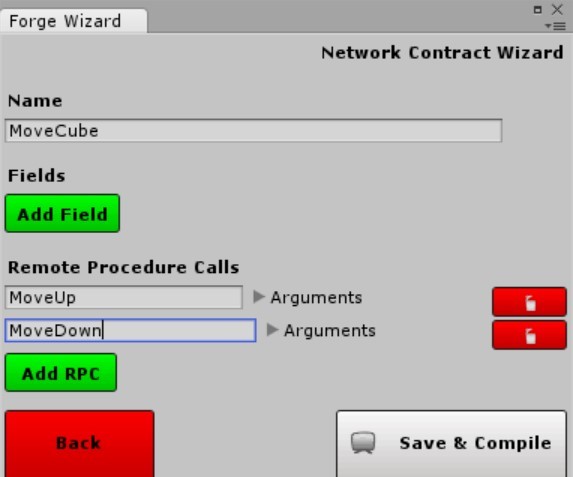 Forge Wizard
Network Contract Wizard
Name
MoveCube
Fields
Add Field
Remote Procedure Calls
MoveUp Arguments
MoveDown Arguments
Add RPC
Back Save & Compile